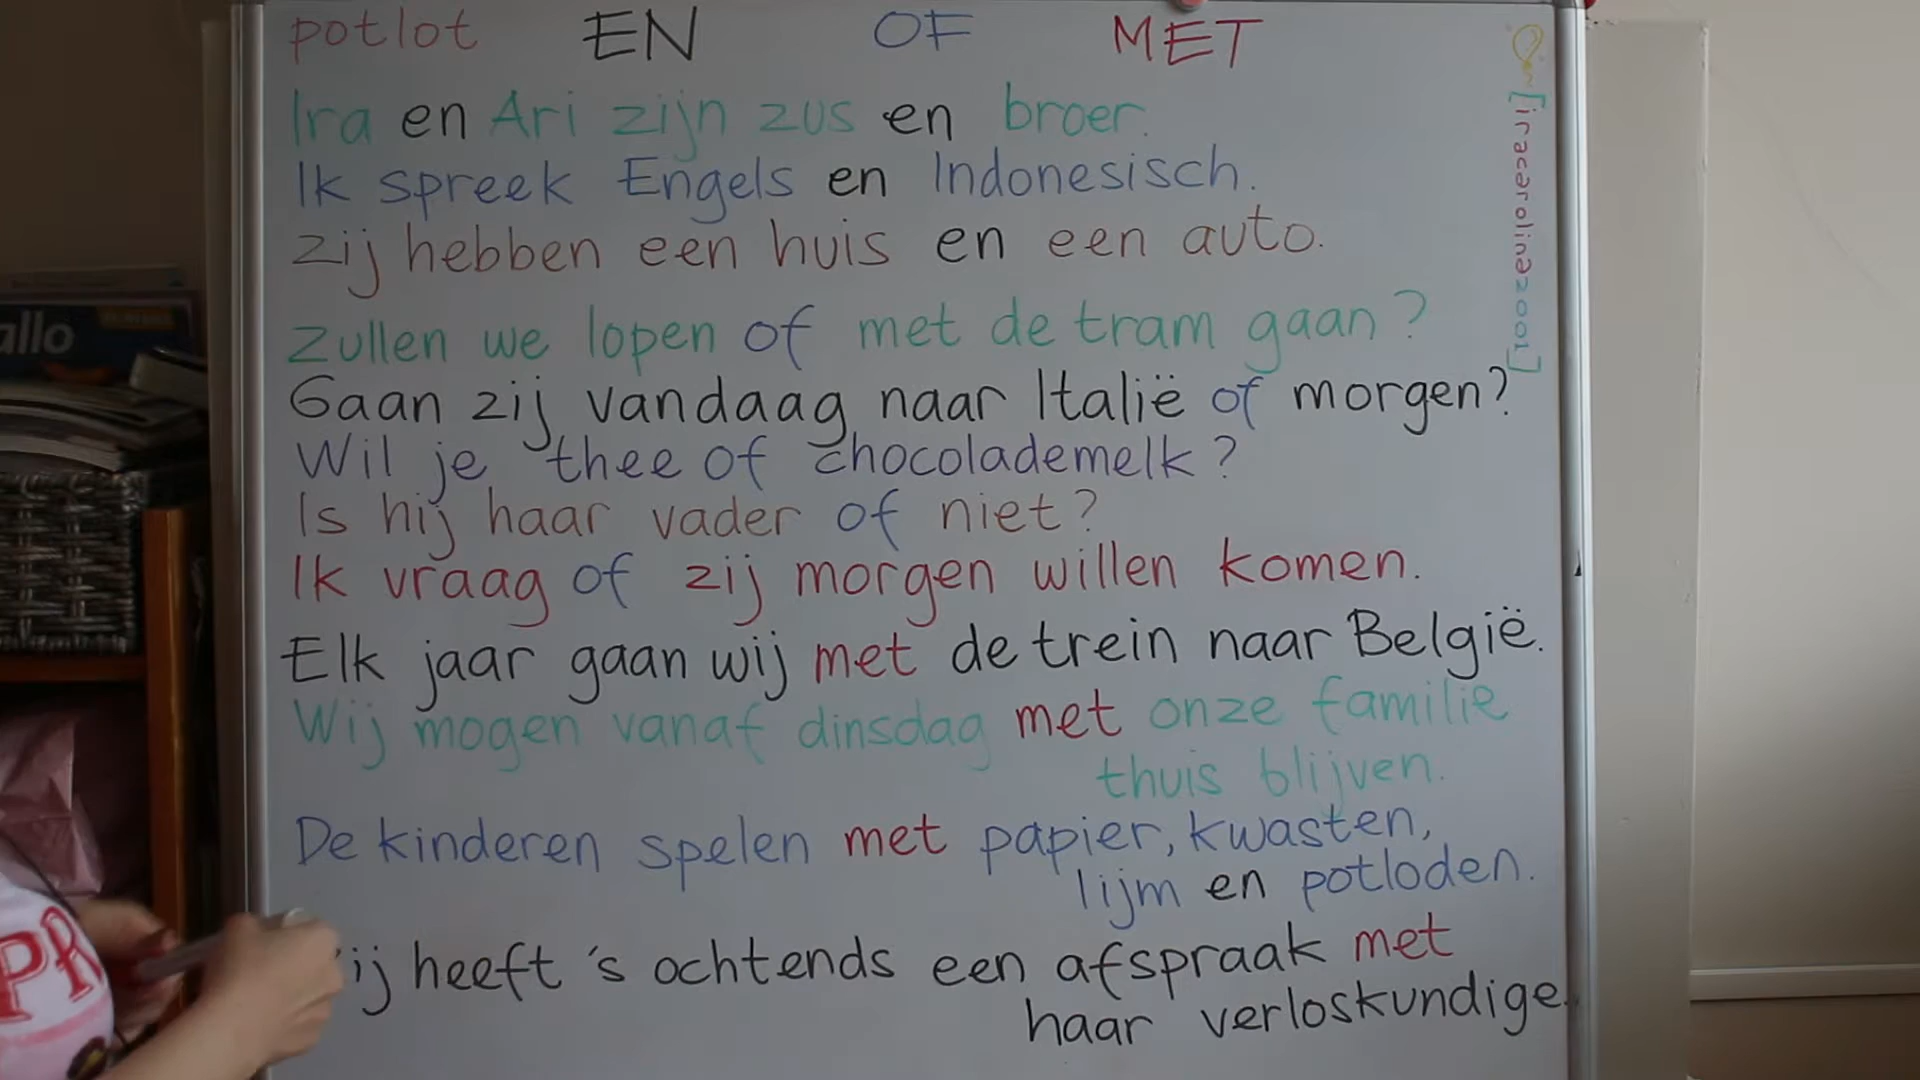 potlot EN OF MET
Ira en Ari zijn zus en broer.
Ik spreek Engels en Indonesisch.
Zij hebben een huis en een auto.
Zullen we lopen of met de tram gaan?
Gaan zij vandaag naar Italië of morgen?
Wil je thee of chocolademelk?
Is hij haar vader of niet?
Ik vraag of zij morgen willen komen.
Elk jaar gaan wij met de trein naar België.
Wij mogen vanaf dinsdag met onze familie
thuis blijven.
De kinderen spelen met papier, kwasten,
lijm en potloden.
ij heeft 's ochtends een afspraak met
haar verloskundige.
[iracarolina2001]
allo
PR